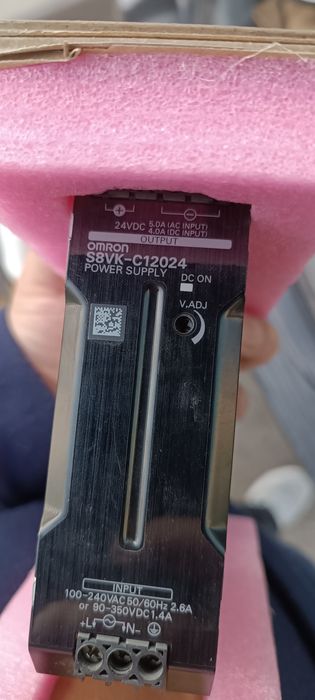 + −
24VDC 5.0A (AC INPUT)
4.0A (DC INPUT)
OUTPUT
OMRON
S8VK-C12024
POWER SUPPLY
DC ON
V.ADJ
INPUT
100-240VAC 50/60Hz 2.6A
or 90-350VDC 1.4A
+L N-